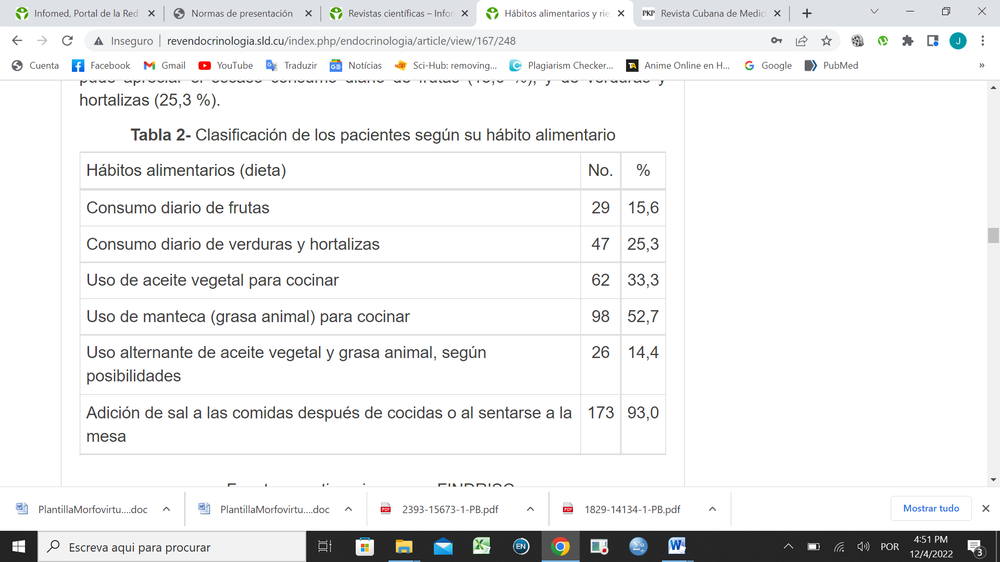 Infomed, Portal de la Red
Normas de presentación
Revistas científicas – Infon
Hábitos alimentarios y rie
PKP Revista Cubana de Medici
Inseguro | revendocrinologia.sld.cu/index.php/endocrinologia/article/view/167/248
J
Cuenta Facebook Gmail YouTube Traduzir Notícias Sci-Hub: removing... Plagiarism Checker... Anime Online en H... Google PubMed »
hortalizas (25,3 %).
Tabla 2- Clasificación de los pacientes según su hábito alimentario
Hábitos alimentarios (dieta) No. %
Consumo diario de frutas 29 15,6
Consumo diario de verduras y hortalizas 47 25,3
Uso de aceite vegetal para cocinar 62 33,3
Uso de manteca (grasa animal) para cocinar 98 52,7
Uso alternante de aceite vegetal y grasa animal, según 26 14,4
posibilidades
Adición de sal a las comidas después de cocidas o al sentarse a la 173 93,0
mesa
PlantillaMorfovirtu....doc PlantillaMorfovirtu....doc 2393-15673-1-PB.pdf 1829-14134-1-PB.pdf Mostrar tudo
Escreva aqui para procurar
EN
POR
4:51 PM
12/4/2022
3